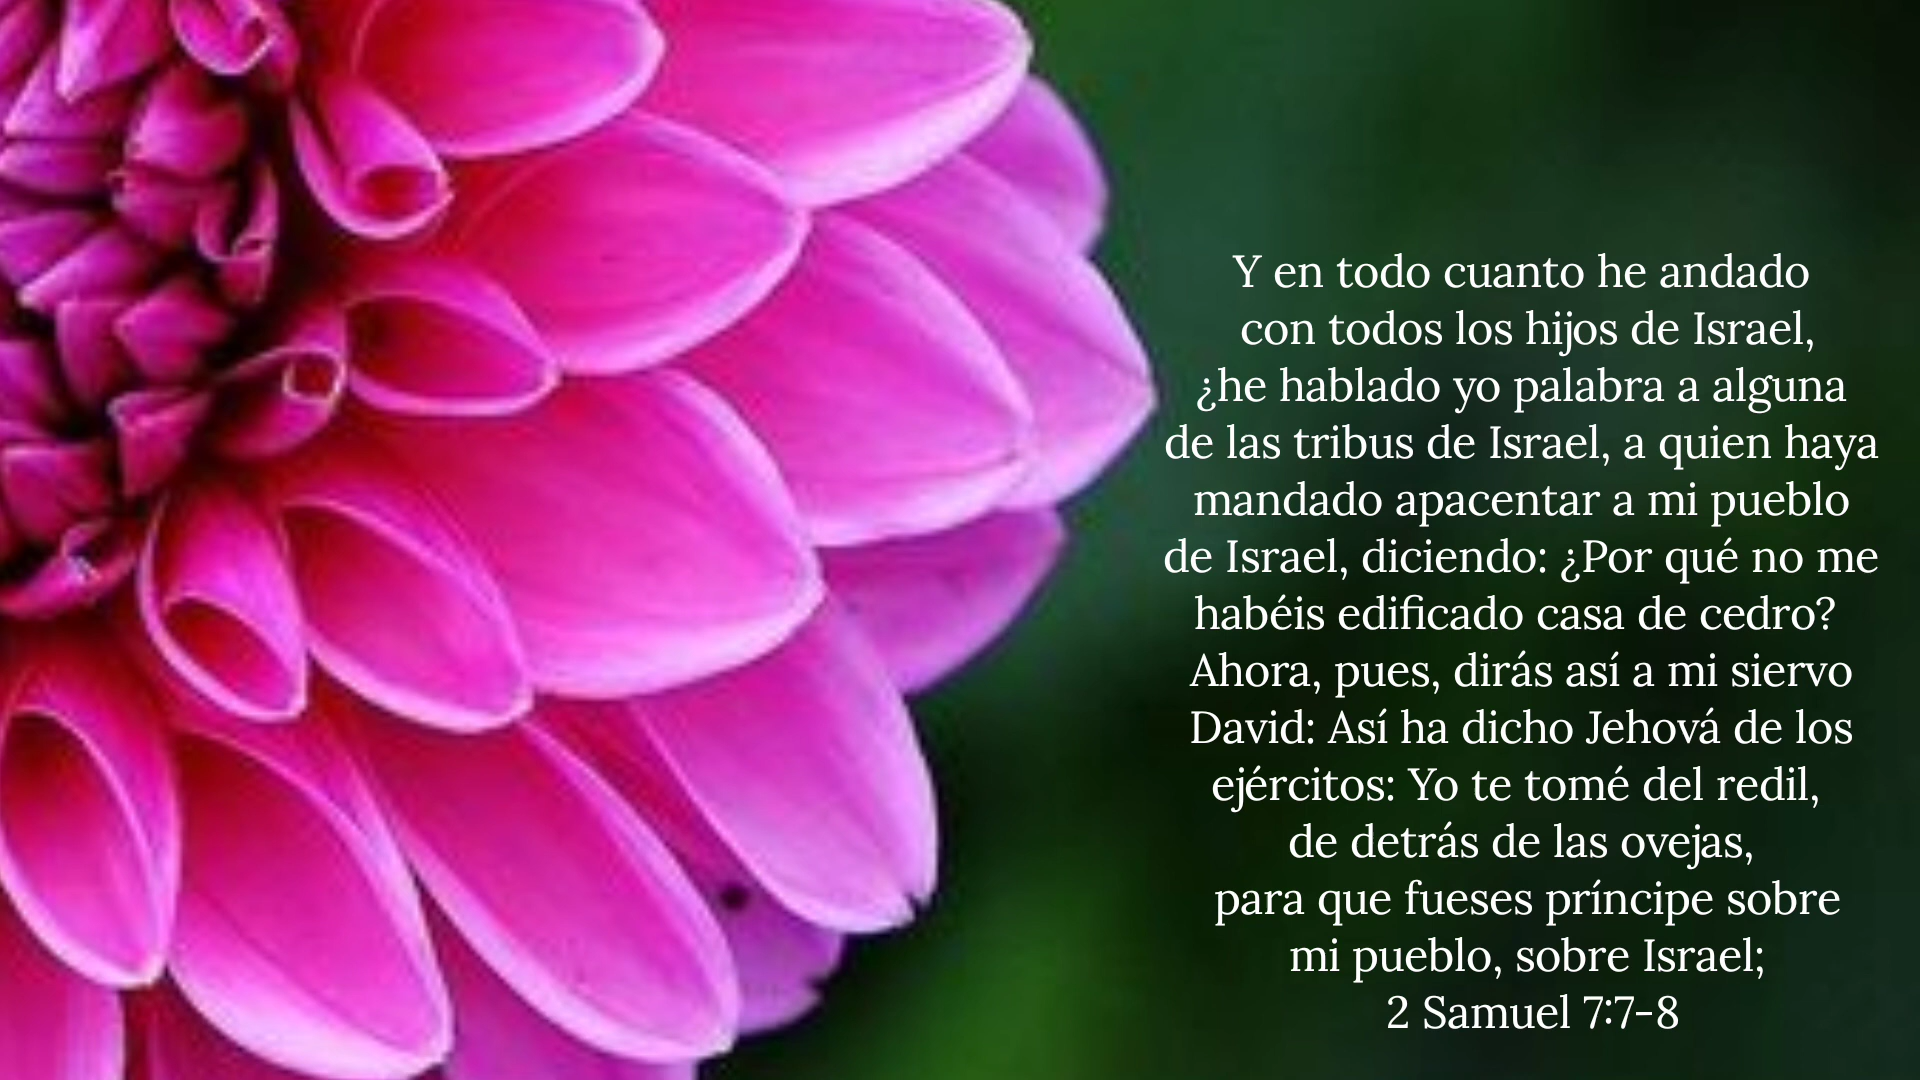 Y en todo cuanto he andado
con todos los hijos de Israel,
¿he hablado yo palabra a alguna
de las tribus de Israel, a quien haya
mandado apacentar a mi pueblo
de Israel, diciendo: ¿Por qué no me
habéis edificado casa de cedro?
Ahora, pues, dirás así a mi siervo
David: Así ha dicho Jehová de los
ejércitos: Yo te tomé del redil,
de detrás de las ovejas,
para que fueses príncipe sobre
mi pueblo, sobre Israel;
2 Samuel 7:7-8